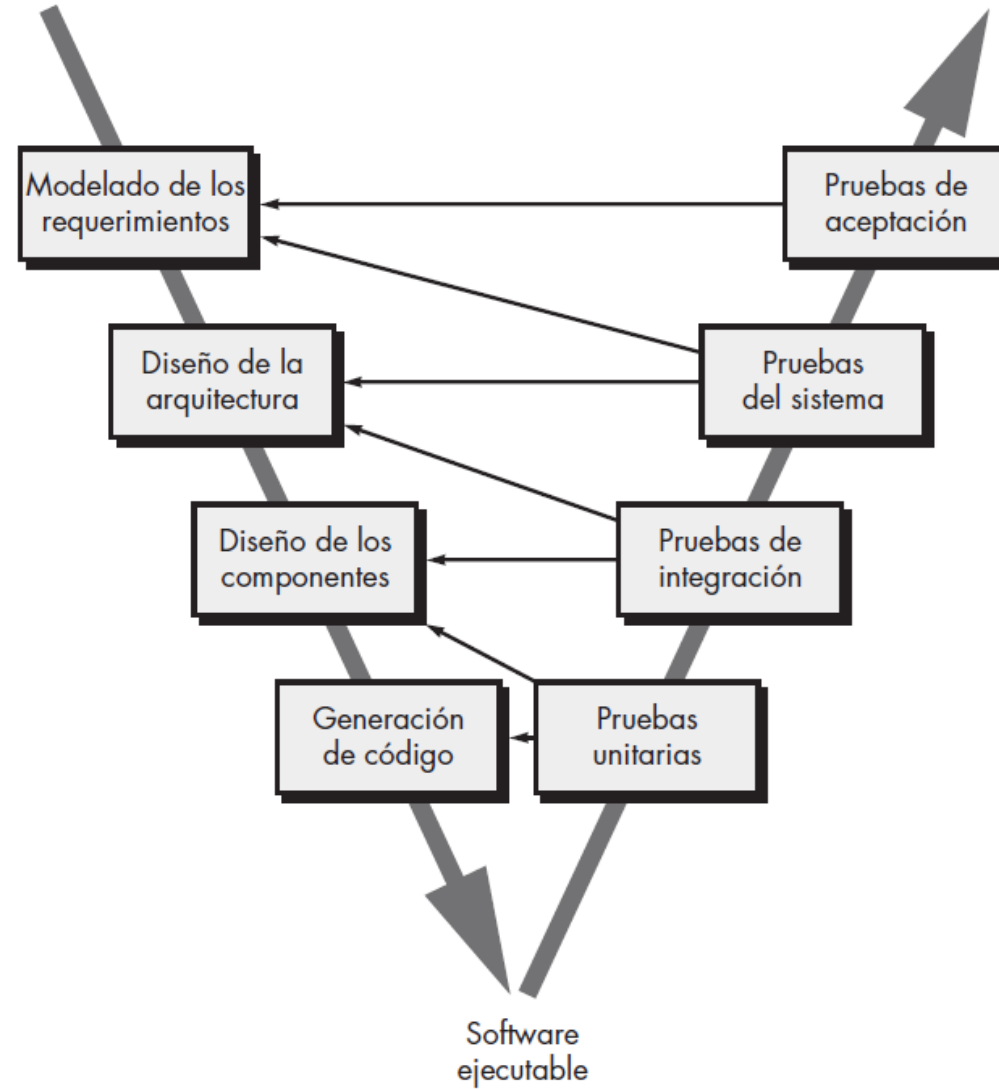 Modelado de los
requerimientos
Pruebas de
aceptación
Diseño de la
arquitectura
Pruebas
del sistema
Diseño de los
componentes
Pruebas de
integración
Generación
de código
Pruebas
unitarias
Software
ejecutable